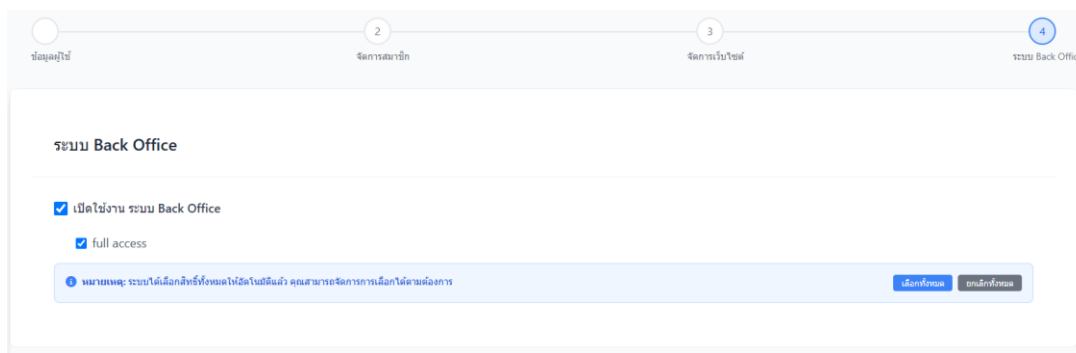 2
3
4
ข้อมูลผู้ใช้
จัดการสมาชิก
จัดการเว็บไซต์
ระบบ Back Offic
ระบบ Back Office
เปิดใช้งาน ระบบ Back Office
full access
หมายเหตุ: ระบบได้เลือกสิทธิ์ทั้งหมดให้อัตโนมัติแล้ว คุณสามารถจัดการการเลือกได้ตามต้องการ
เลือกทั้งหมด
ยกเลิกทั้งหมด